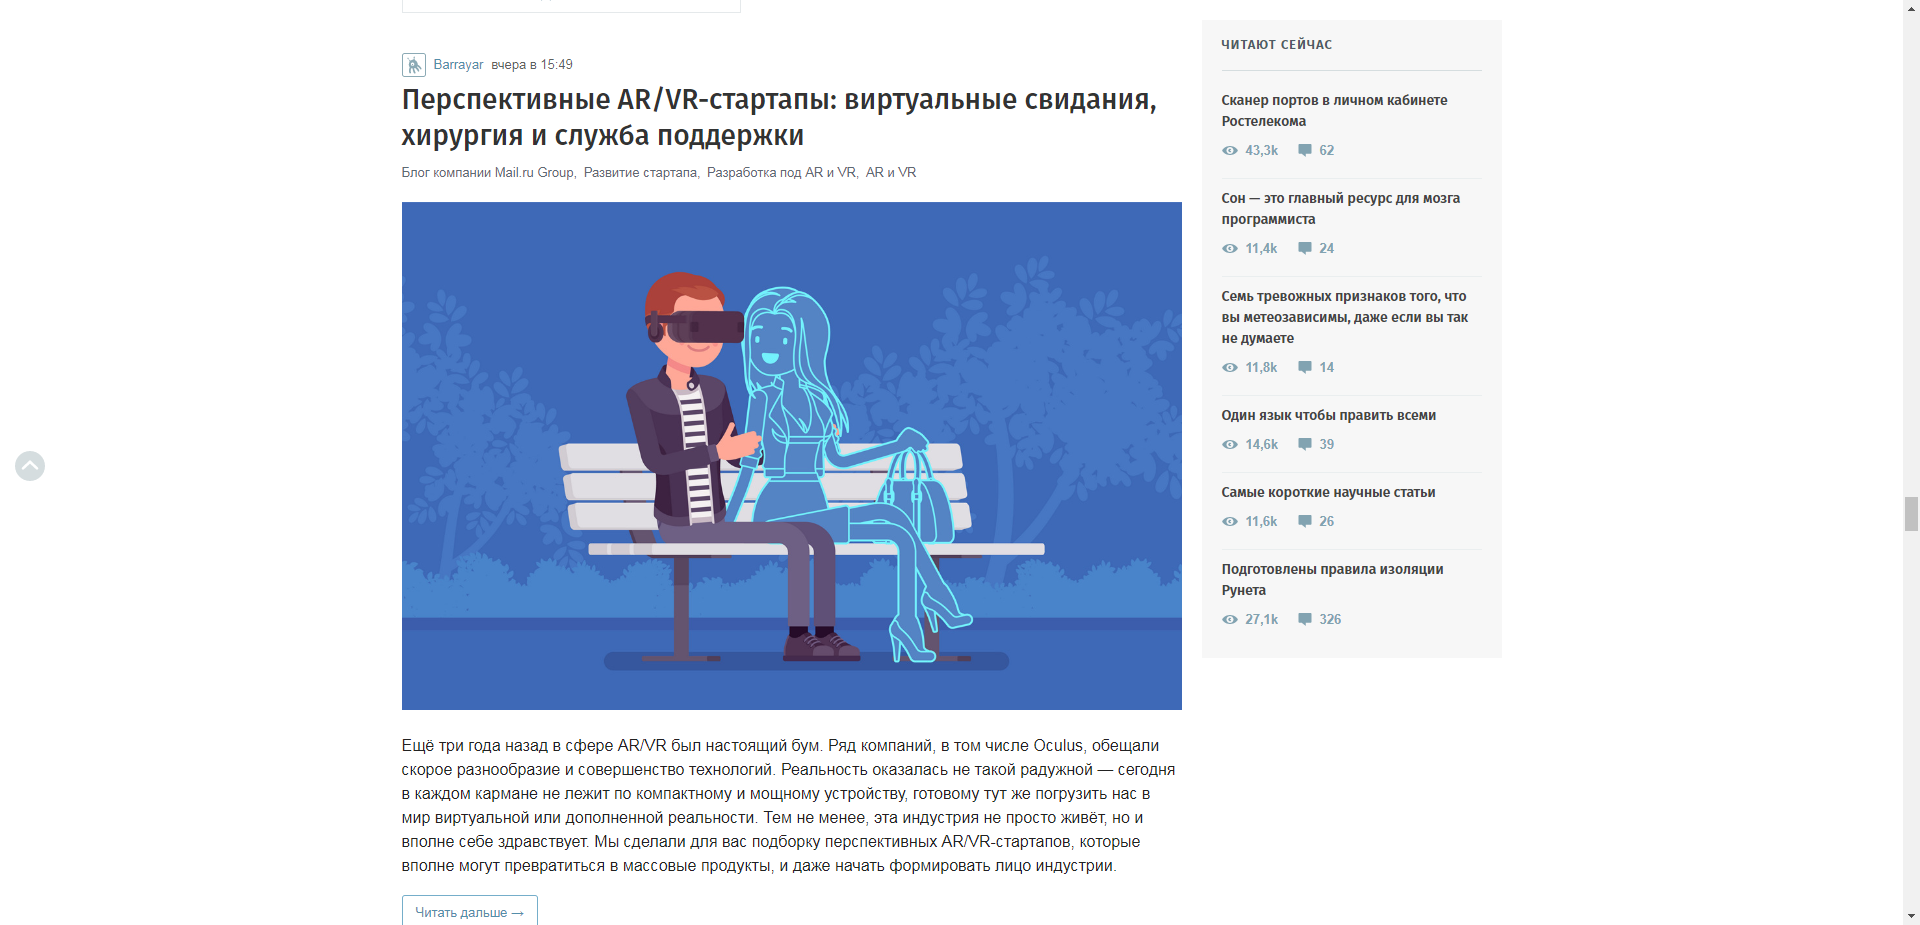 Barrayar вчера в 15:49
Перспективные AR/VR-стартапы: виртуальные свидания,
хирургия и служба поддержки
Блог компании Mail.ru Group, Развитие стартапа, Разработка под AR и VR, AR и VR
Ещё три года назад в сфере AR/VR был настоящий бум. Ряд компаний, в том числе Oculus, обещали
скорое разнообразие и совершенство технологий. Реальность оказалась не такой радужной — сегодня
в каждом кармане не лежит по компактному и мощному устройству, готовому тут же погрузить нас в
мир виртуальной или дополненной реальности. Тем не менее, эта индустрия не просто живёт, но и
вполне себе здравствует. Мы сделали для вас подборку перспективных AR/VR-стартапов, которые
вполне могут превратиться в массовые продукты, и даже начать формировать лицо индустрии.
Читать дальше →
ЧИТАЮТ СЕЙЧАС
Сканер портов в личном кабинете
Ростелекома
43,3k 62
Сон — это главный ресурс для мозга
программиста
11,4k 24
Семь тревожных признаков того, что
вы метеозависимы, даже если вы так
не думаете
11,8k 14
Один язык чтобы править всеми
14,6k 39
Самые короткие научные статьи
11,6k 26
Подготовлены правила изоляции
Рунета
27,1k 326